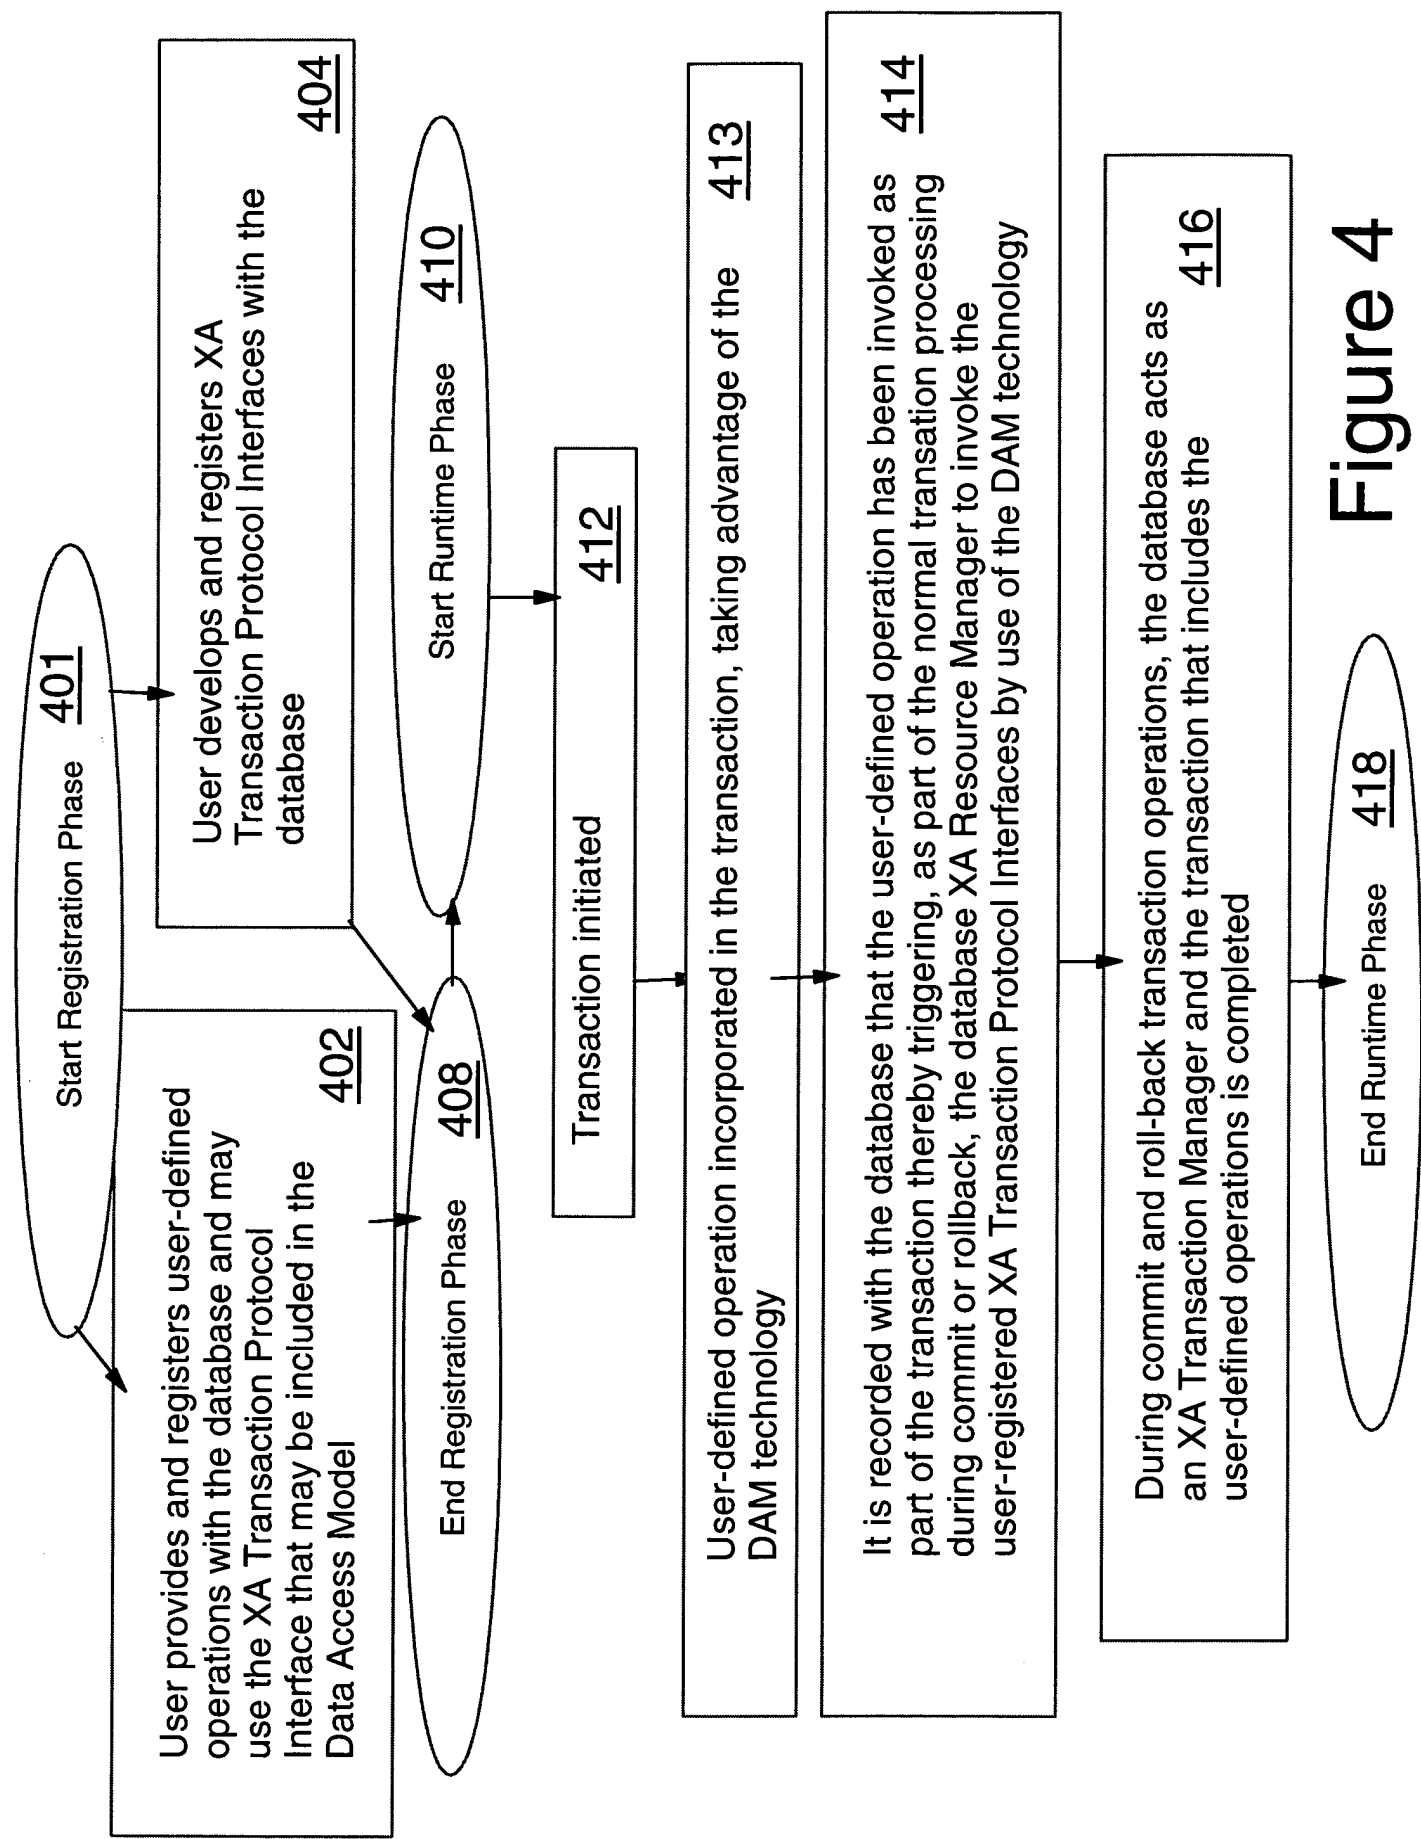 Start Registration Phase 401
User provides and registers user-defined
operations with the database and may
use the XA Transaction Protocol
Interface that may be included in the
Data Access Model
402
User develops and registers XA
Transaction Protocol Interfaces with the
database
404
End Registration Phase 408
Start Runtime Phase 410
Transaction initiated 412
User-defined operation incorporated in the transaction, taking advantage of the
DAM technology
413
It is recorded with the database that the user-defined operation has been invoked as
part of the transaction thereby triggering, as part of the normal transation processing
during commit or rollback, the database XA Resource Manager to invoke the
user-registered XA Transaction Protocol Interfaces by use of the DAM technology
414
During commit and roll-back transaction operations, the database acts as
an XA Transaction Manager and the transaction that includes the
user-defined operations is completed
416
End Runtime Phase 418
Figure 4